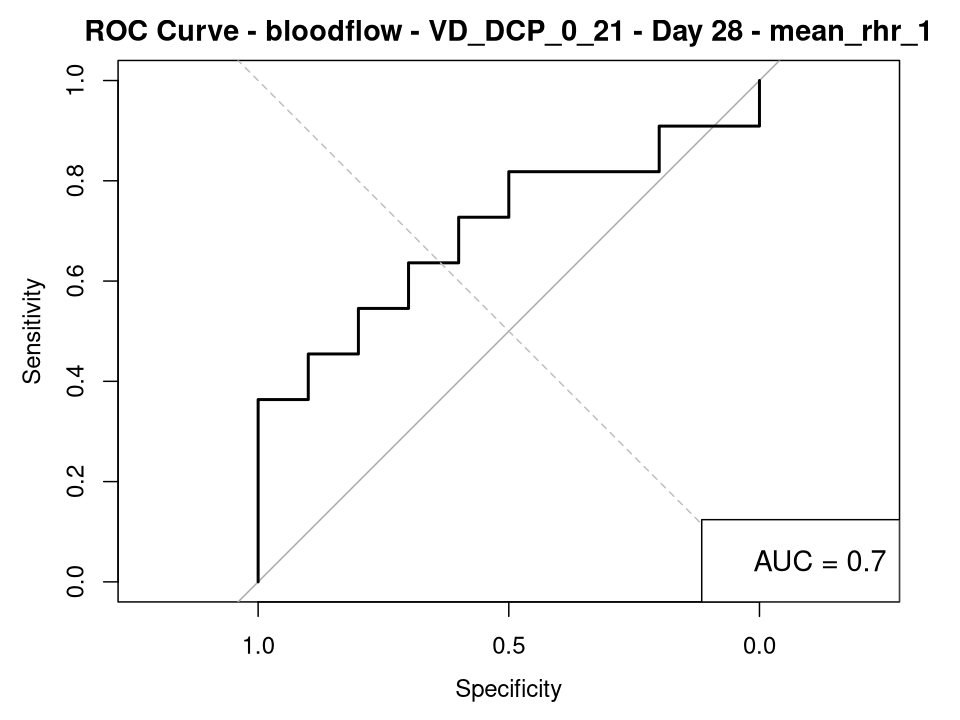 ROC Curve - bloodflow - VD_DCP_0_21 - Day 28 - mean_rhr_1
1.0
0.8
0.6
0.4
0.2
0.0
Sensitivity
AUC = 0.7
1.0 0.5 0.0
Specificity